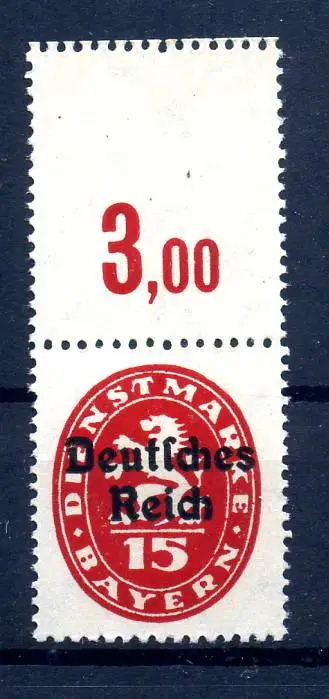 3,00
DIENSTMARKE
Deutſches
Reich
15
BAYERN